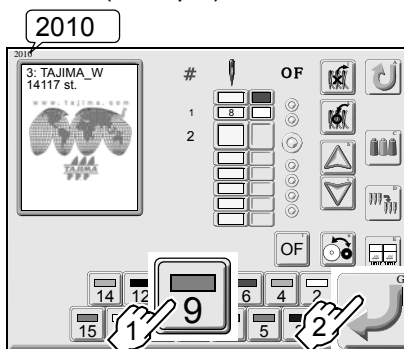 2010
2010
3: TAJIMA_W
14117 st.
www.tajima.com
TAJIMA
# OF
1 8
2
OF
14 12 6 4 2
9
15 5
1 2
G